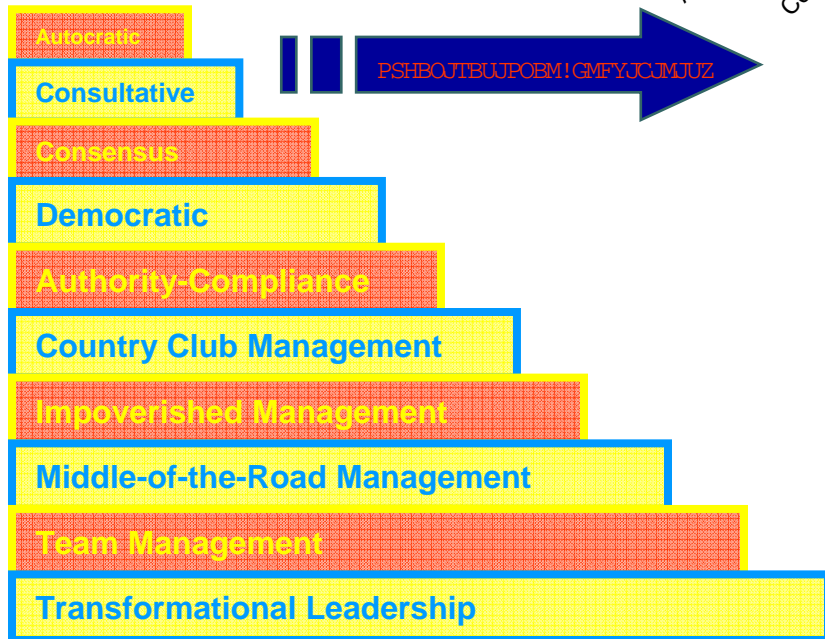 Autocratic
PSHBOJTBUJPOBM!GMFYJCJMJUZ
Consultative
Consensus
Democratic
Authority-Compliance
Country Club Management
Impoverished Management
Middle-of-the-Road Management
Team Management
Transformational Leadership